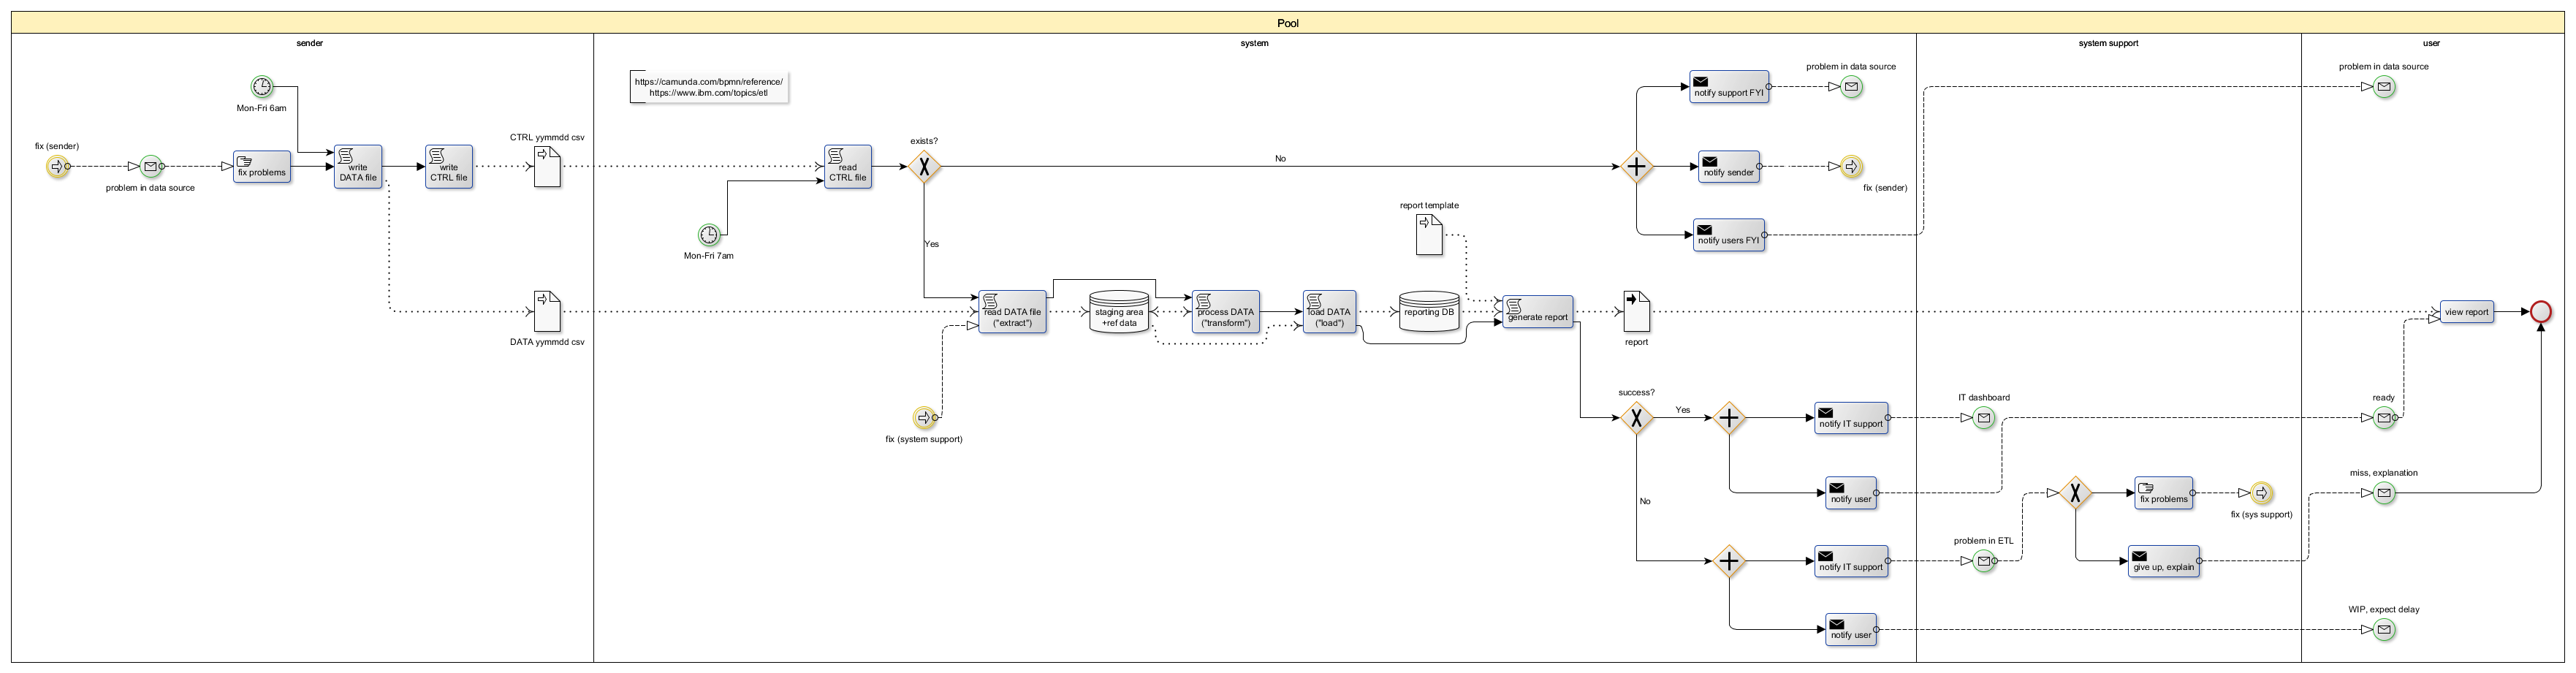 Pool
sender
system
system support
user
Mon-Fri 6am
fix (sender)
problem in data source
fix problems
write
DATA file
write
CTRL file
CTRL yymmdd csv
DATA yymmdd csv
https://camunda.com/bpmn/reference/
https://www.ibm.com/topics/etl
read
CTRL file
Mon-Fri 7am
exists?
No
Yes
notify support FYI
problem in data source
notify sender
fix (sender)
notify users FYI
problem in data source
read DATA file
("extract")
staging area
+ref data
process DATA
("transform")
load DATA
("load")
reporting DB
report template
generate report
report
view report
fix (system support)
success?
Yes
notify IT support
IT dashboard
ready
notify user
No
notify IT support
problem in ETL
fix problems
fix (sys support)
give up, explain
miss, explanation
notify user
WIP, expect delay